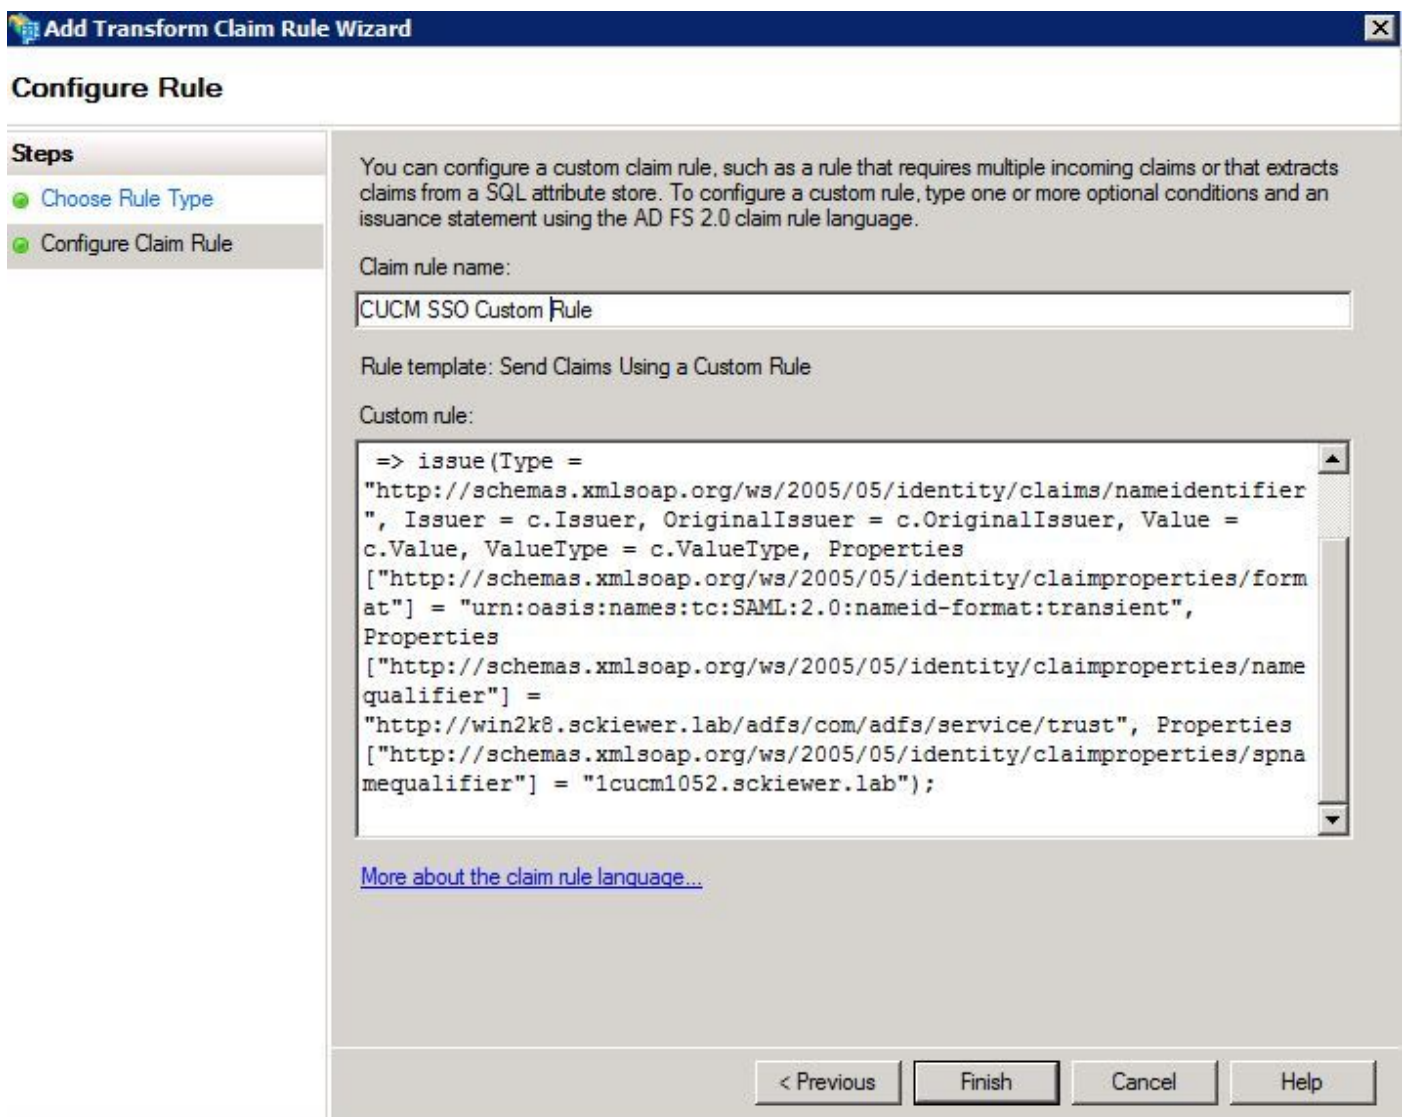 Add Transform Claim Rule Wizard
Configure Rule
Steps
Choose Rule Type
Configure Claim Rule
You can configure a custom claim rule, such as a rule that requires multiple incoming claims or that extracts
claims from a SQL attribute store. To configure a custom rule, type one or more optional conditions and an
issuance statement using the AD FS 2.0 claim rule language.
Claim rule name:
CUCM SSO Custom Rule
Rule template: Send Claims Using a Custom Rule
Custom rule:
=> issue(Type =
"http://schemas.xmlsoap.org/ws/2005/05/identity/claims/nameidentifier
", Issuer = c.Issuer, OriginalIssuer = c.OriginalIssuer, Value =
c.Value, ValueType = c.ValueType, Properties
["http://schemas.xmlsoap.org/ws/2005/05/identity/claimproperties/form
at"] = "urn:oasis:names:tc:SAML:2.0:nameid-format:transient",
Properties
["http://schemas.xmlsoap.org/ws/2005/05/identity/claimproperties/name
qualifier"] =
"http://win2k8.sckiewer.lab/adfs/com/adfs/service/trust", Properties
["http://schemas.xmlsoap.org/ws/2005/05/identity/claimproperties/spna
mequalifier"] = "1cucm1052.sckiewer.lab");
More about the claim rule language...
< Previous
Finish
Cancel
Help